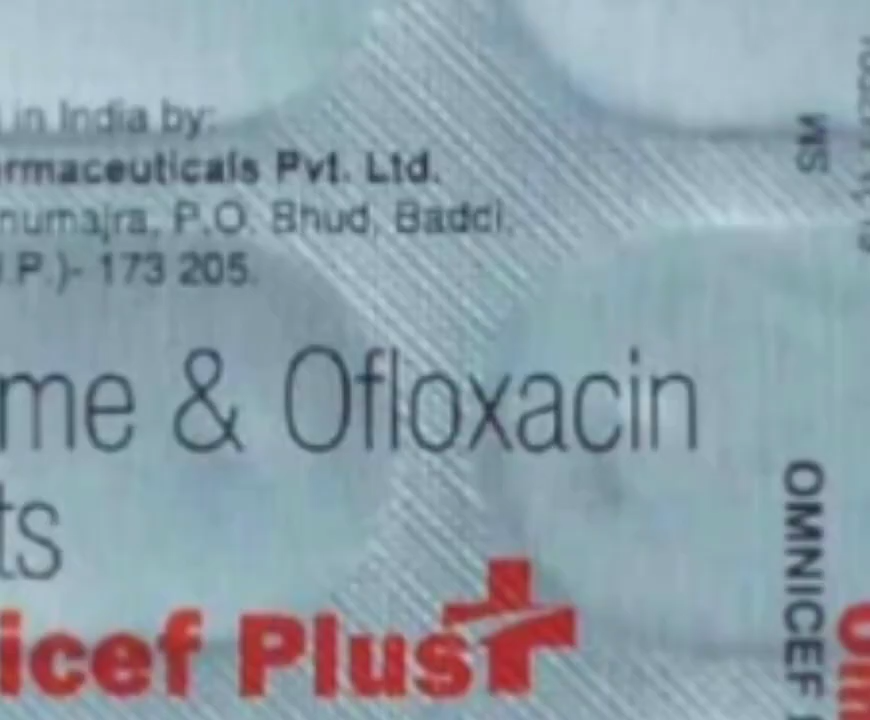 in India by:
rmaceuticals Pvt. Ltd.
numajra, P.O. Bhud, Baddi,
.P.)- 173 205.
me & Ofloxacin
ts
icef Plus
MS
OMNICEF